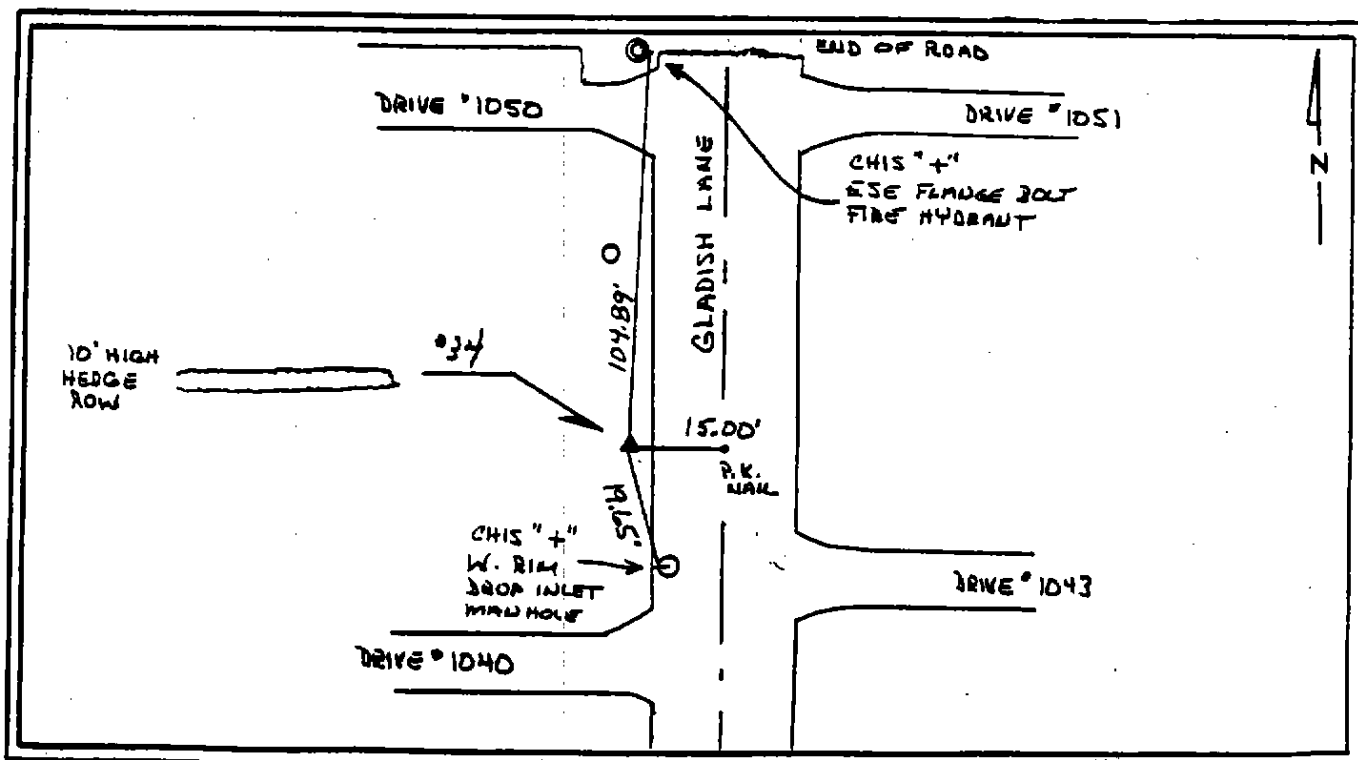 END OF ROAD
DRIVE #1050
DRIVE #1051
N
CHIS "+"
ESE FLANGE BOLT
FIRE HYDRANT
GLADISH LANE
104.89'
10' HIGH
HEDGE
ROW
#34
15.00'
P.K.
NAIL
19.65'
CHIS "+"
W. RIM
DROP INLET
MANHOLE
DRIVE #1043
DRIVE #1040